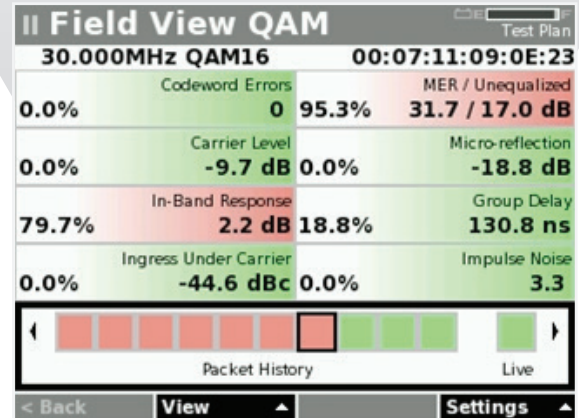 Field View QAM
E F
Test Plan
30.000MHz QAM16 00:07:11:09:0E:23
Codeword Errors
0.0% 0
MER / Unequalized
95.3% 31.7 / 17.0 dB
Carrier Level
0.0% -9.7 dB
Micro-reflection
0.0% -18.8 dB
In-Band Response
79.7% 2.2 dB
Group Delay
18.8% 130.8 ns
Ingress Under Carrier
0.0% -44.6 dBc
Impulse Noise
0.0% 3.3
Packet History Live
< Back View Settings